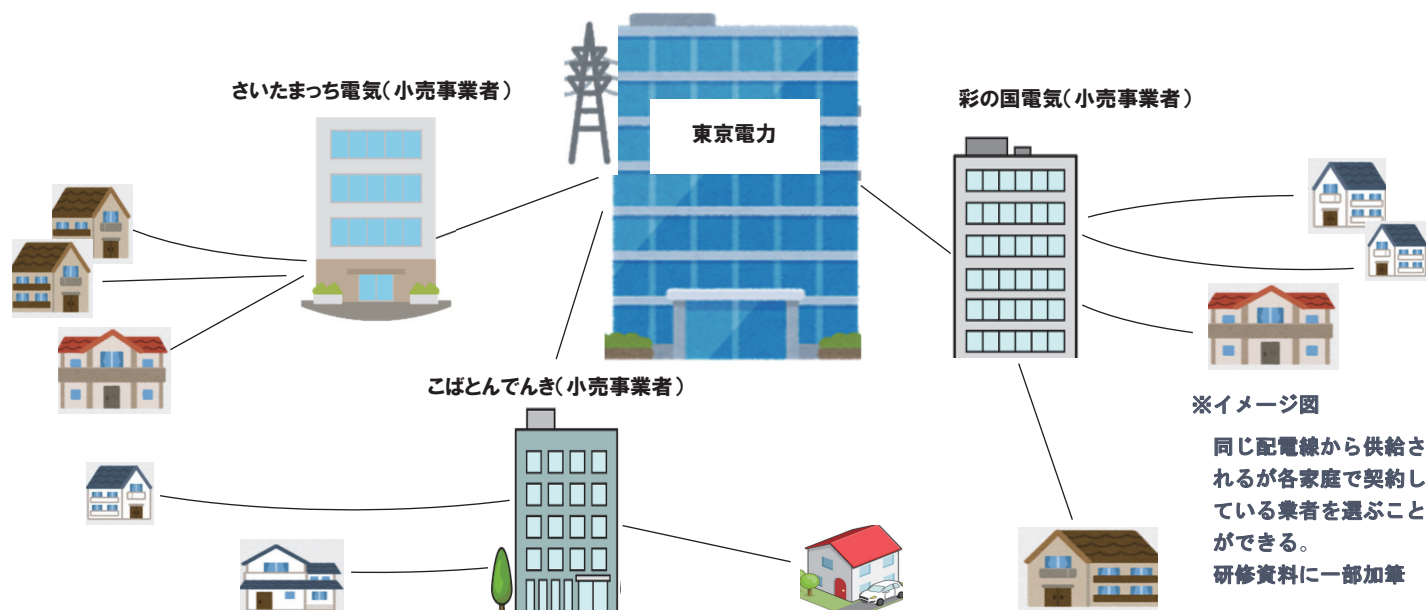 さいたまっち電気(小売事業者)
東京電力
彩の国電気(小売事業者)
こばとんでんき(小売事業者)
※イメージ図
同じ配電線から供給さ
れるが各家庭で契約し
ている業者を選ぶこと
ができる。
研修資料に一部加筆